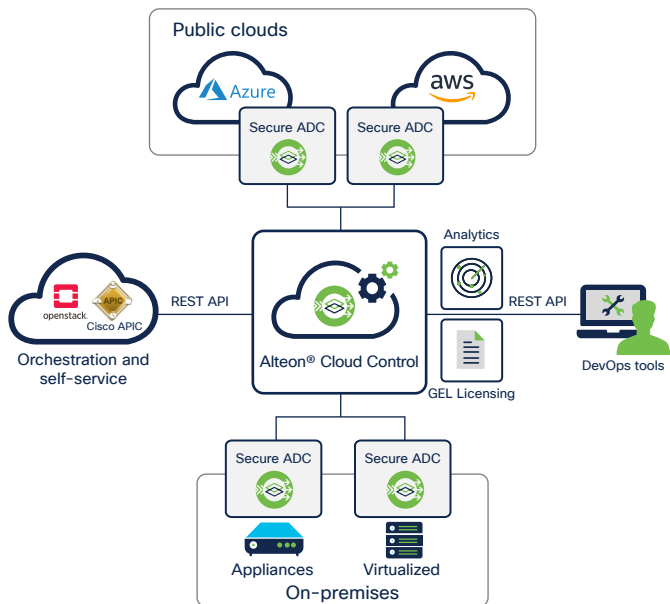 Public clouds
Azure
aws
Secure ADC
Secure ADC
Analytics
openstack.
APIC
Cisco APIC
REST API
REST API
Orchestration and
self-service
Alteon® Cloud Control
GEL Licensing
DevOps tools
Secure ADC
Secure ADC
Appliances
Virtualized
On-premises